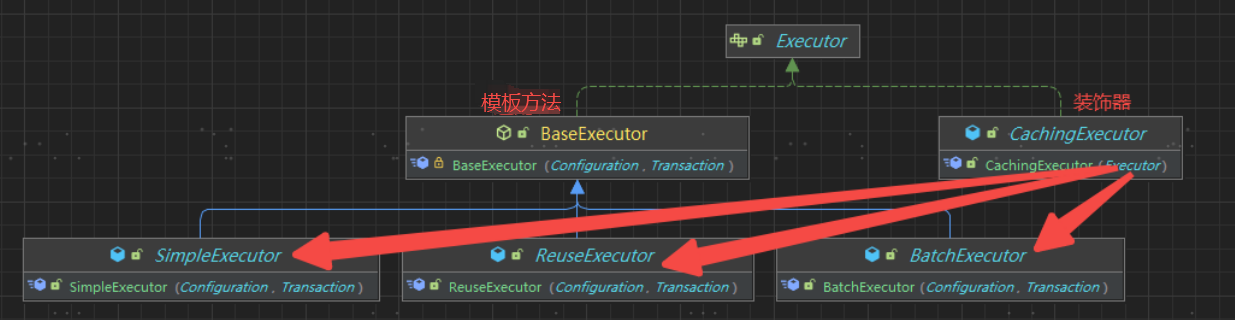 Executor
模板方法
装饰器
BaseExecutor
CachingExecutor
BaseExecutor (Configuration, Transaction)
CachingExecutor (Executor)
SimpleExecutor
ReuseExecutor
BatchExecutor
SimpleExecutor (Configuration, Transaction)
ReuseExecutor (Configuration, Transaction)
BatchExecutor (Configuration, Transaction)